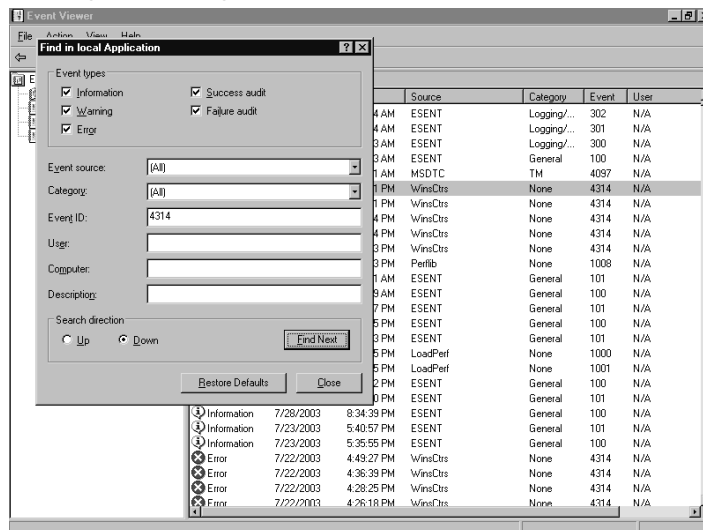 Event Viewer
File Action View Help
Find in local Application
Event types
Information Success audit
Warning Failure audit
Error
Event source: (All)
Category: (All)
Event ID: 4314
User:
Computer:
Description:
Search direction
Up Down Find Next
Restore Defaults Close
Source Category Event User
4 AM ESENT Logging/... 302 N/A
4 AM ESENT Logging/... 301 N/A
3 AM ESENT Logging/... 300 N/A
3 AM ESENT General 100 N/A
1 AM MSDTC TM 4097 N/A
1 PM WinsCtrs None 4314 N/A
1 PM WinsCtrs None 4314 N/A
4 PM WinsCtrs None 4314 N/A
4 PM WinsCtrs None 4314 N/A
3 PM WinsCtrs None 4314 N/A
3 PM Perflib None 1008 N/A
1 AM ESENT General 101 N/A
9 AM ESENT General 100 N/A
7 PM ESENT General 101 N/A
5 PM ESENT General 100 N/A
3 PM ESENT General 101 N/A
5 PM LoadPerf None 1000 N/A
5 PM LoadPerf None 1001 N/A
2 PM ESENT General 100 N/A
0 PM ESENT General 101 N/A
Information 7/28/2003 8:34:39 PM ESENT General 100 N/A
Information 7/23/2003 5:40:57 PM ESENT General 101 N/A
Information 7/23/2003 5:35:55 PM ESENT General 100 N/A
Error 7/22/2003 4:49:27 PM WinsCtrs None 4314 N/A
Error 7/22/2003 4:36:39 PM WinsCtrs None 4314 N/A
Error 7/22/2003 4:28:25 PM WinsCtrs None 4314 N/A
Error 7/22/2003 4:26:18 PM WinsCtrs None 4314 N/A